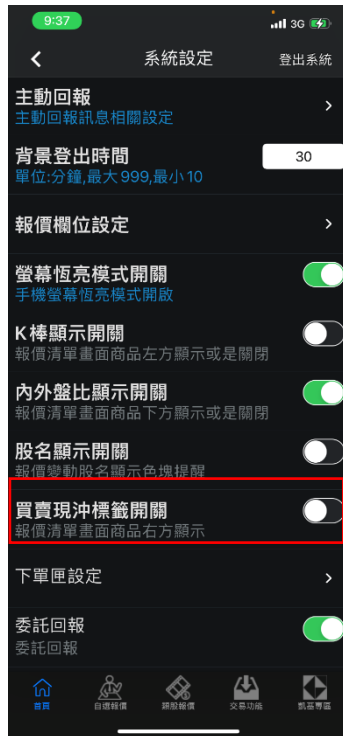 9:37
3G
系統設定
登出系統
主動回報
主動回報訊息相關設定
背景登出時間
30
單位:分鐘,最大999,最小10
報價欄位設定
螢幕恆亮模式開關
手機螢幕恆亮模式開啟
K棒顯示開關
報價清單畫面商品左方顯示或是關閉
內外盤比顯示開關
報價清單畫面商品下方顯示或是關閉
股名顯示開關
報價變動股名顯示色塊提醒
買賣現沖標籤開關
報價清單畫面商品右方顯示
下單匣設定
委託回報
委託回報
首頁
自選報價
類股報價
交易功能
凱基專區